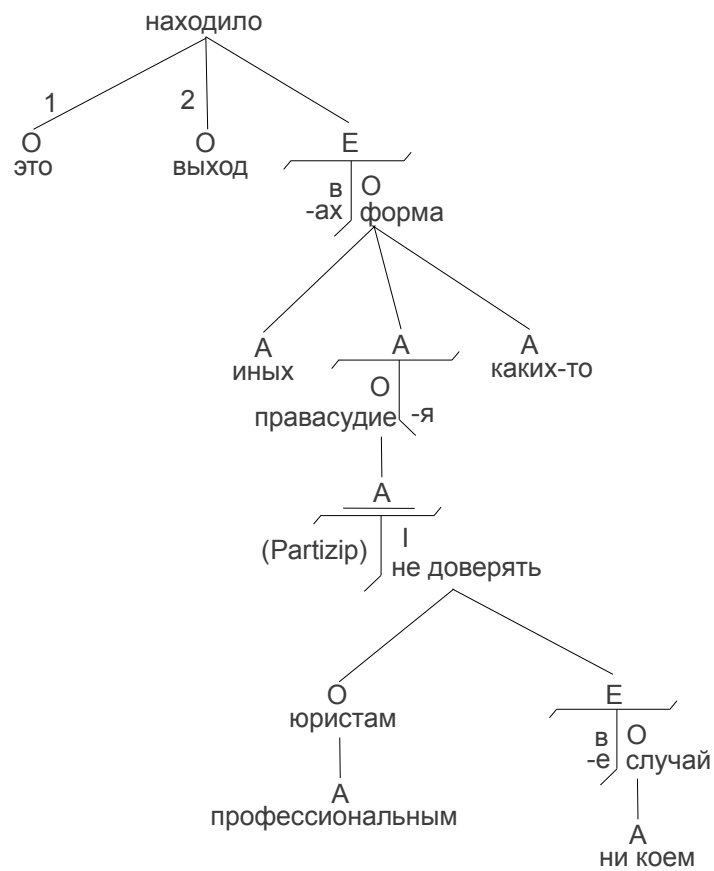 находило
1 2
О О Е
это выход
в О
-ах форма
А А А
иных каких-то
О
правасудие -я
А
(Partizip) I
не доверять
О Е
юристам
в О
-е случай
А
профессиональным
А
ни коем